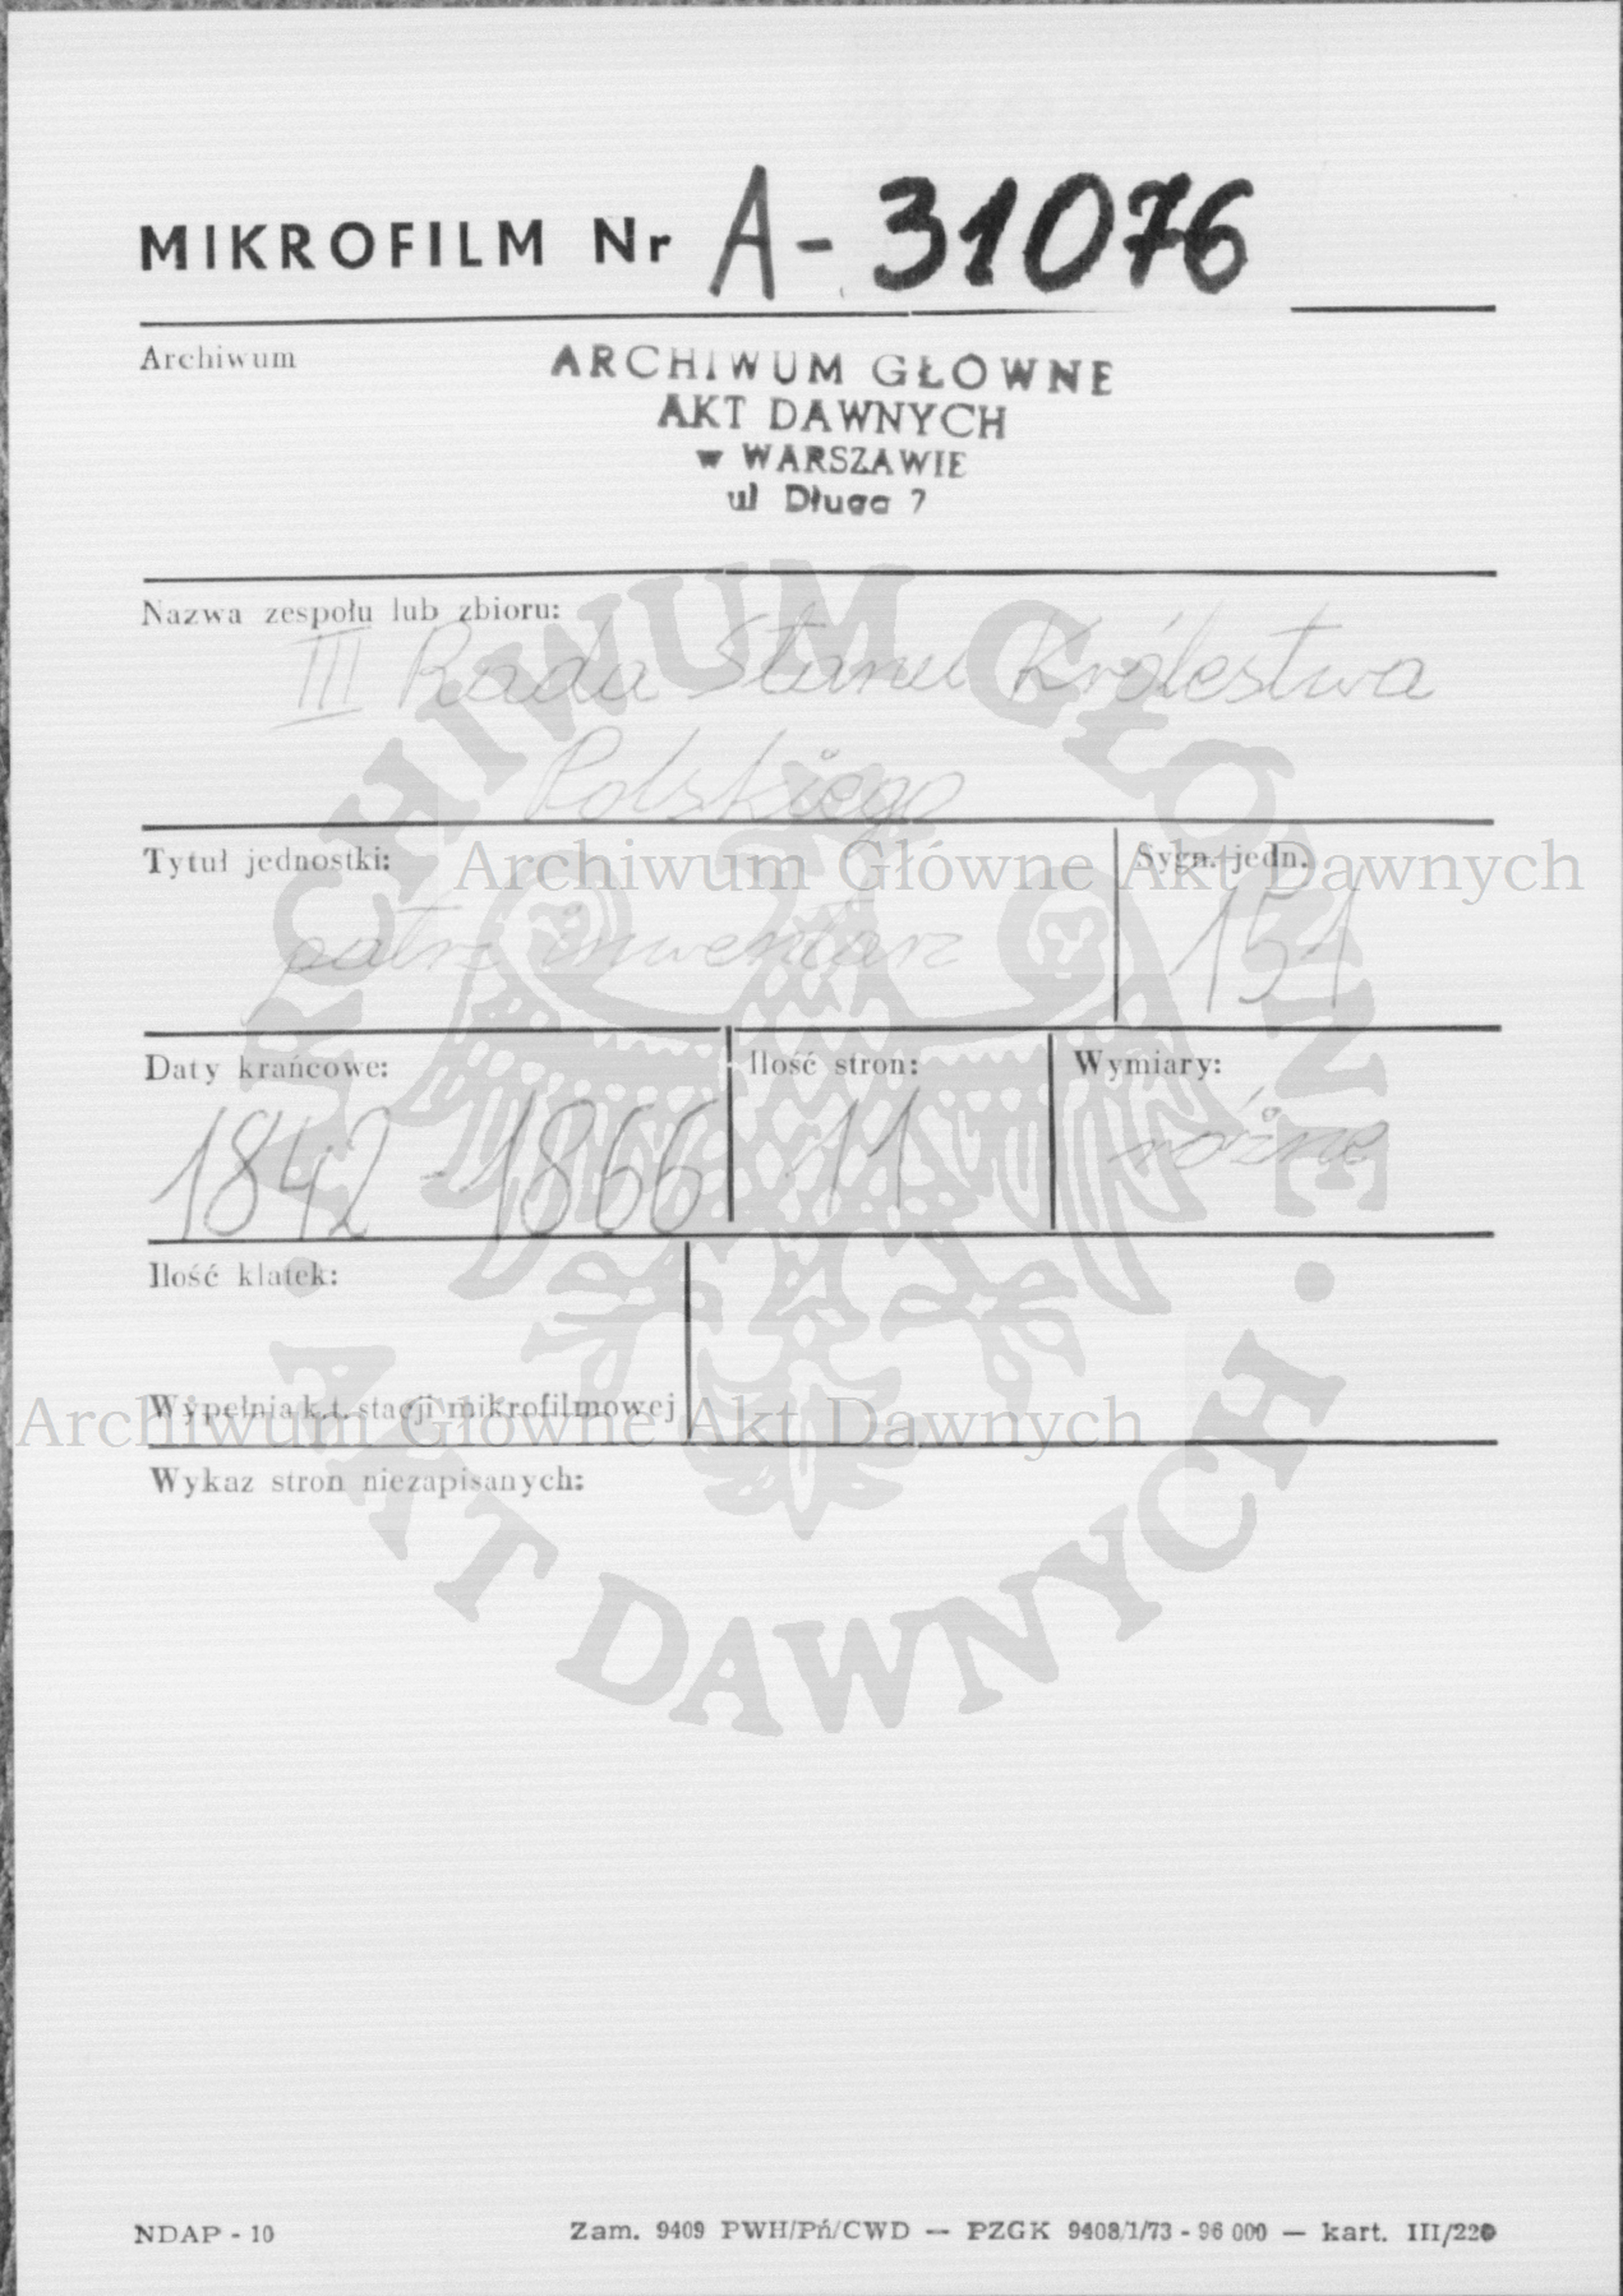 MIKROFILM Nr A-31076
Archiwum
ARCHIWUM GŁOWNE
AKT DAWNYCH
w WARSZAWIE
ul Długa 7
Nazwa zespołu lub zbioru:
III Rada Stanu Królestwa
Polskiego
Tytuł jednostki:
Sygn. jedn.
Archiwum Główne Akt Dawnych
patrz inwentarz
151
Daty krańcowe:
Ilość stron:
Wymiary:
1842-1866
11
różne
Ilość klatek:
Wypełnia k.t. stacji mikrofilmowej
Archiwum Główne Akt Dawnych
Wykaz stron niezapisanych:
ARCHIWUM GŁÓWNE
· AKT DAWNYCH ·
NDAP - 10
Zam. 9409 PWH/Pń/CWD — PZGK 9408/1/73 - 96 000 — kart. III/220